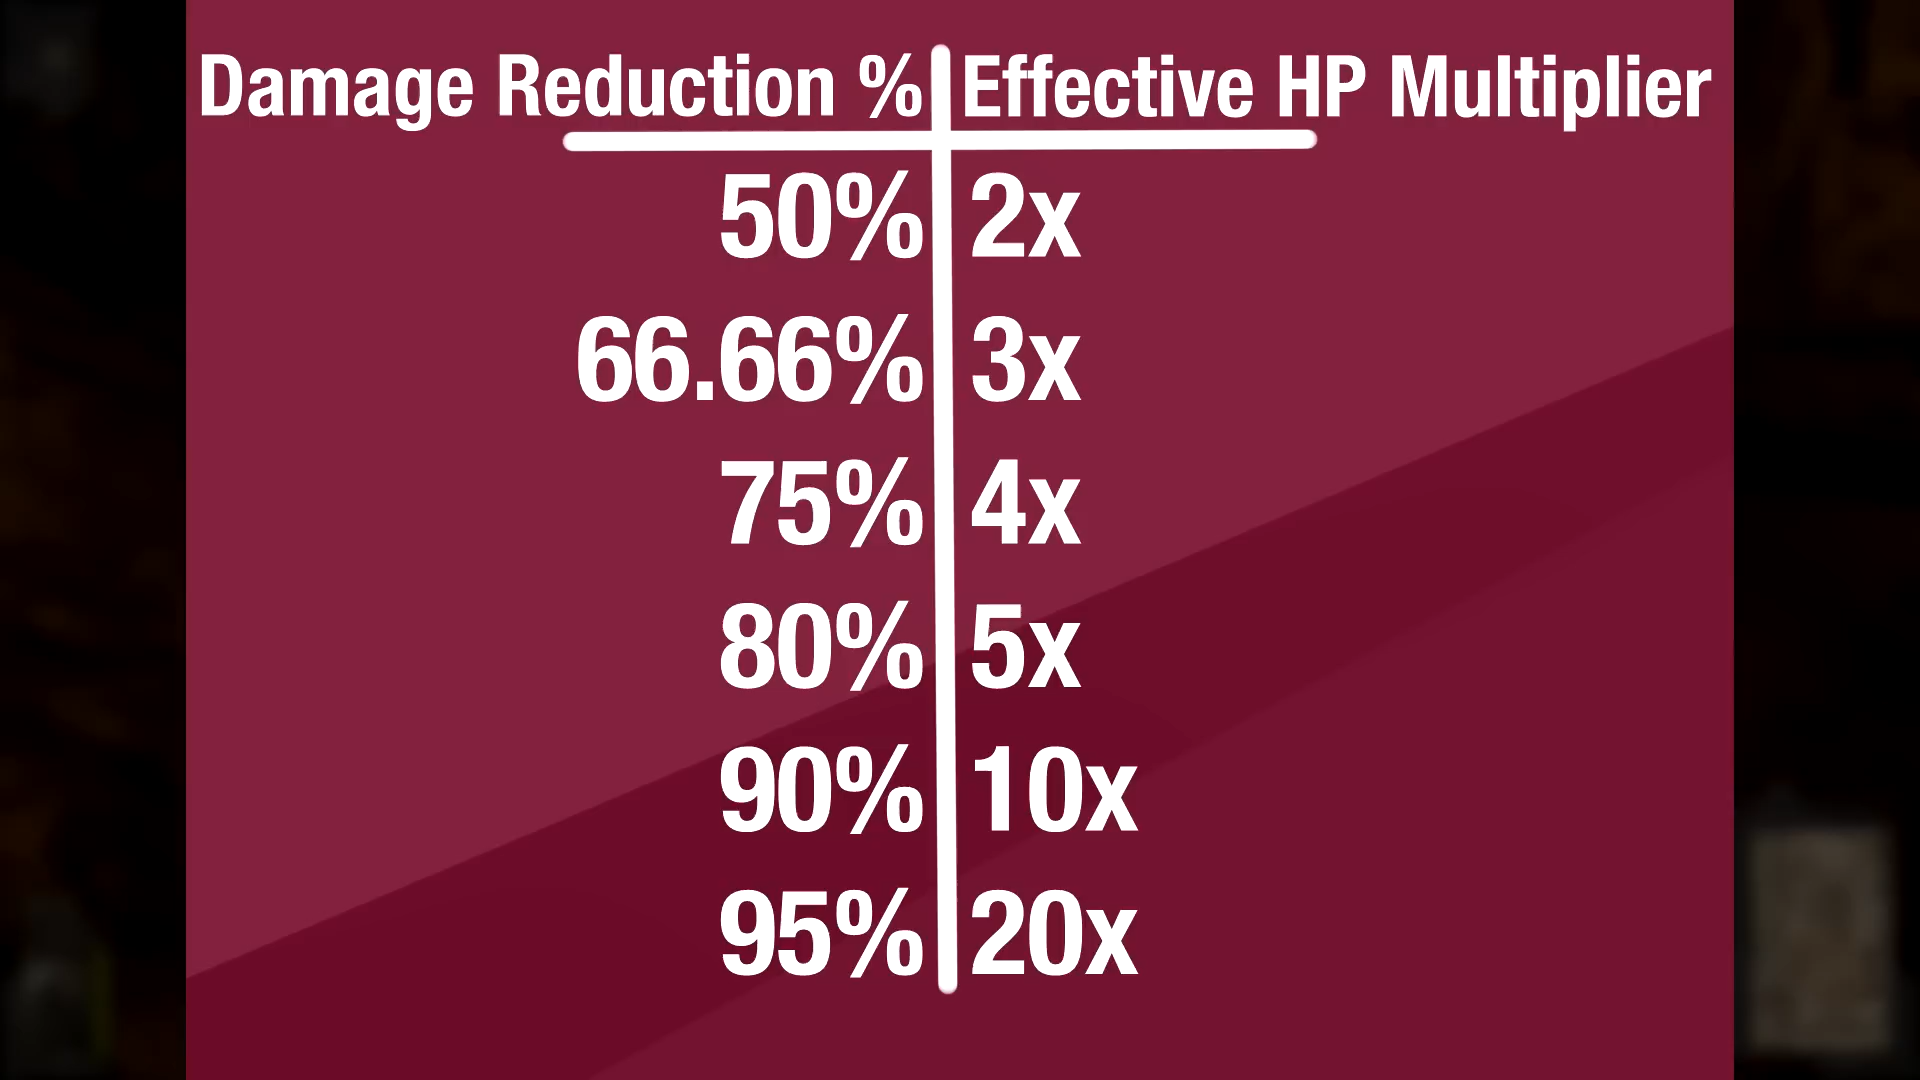 Damage Reduction % Effective HP Multiplier
50% 2x
66.66% 3x
75% 4x
80% 5x
90% 10x
95% 20x